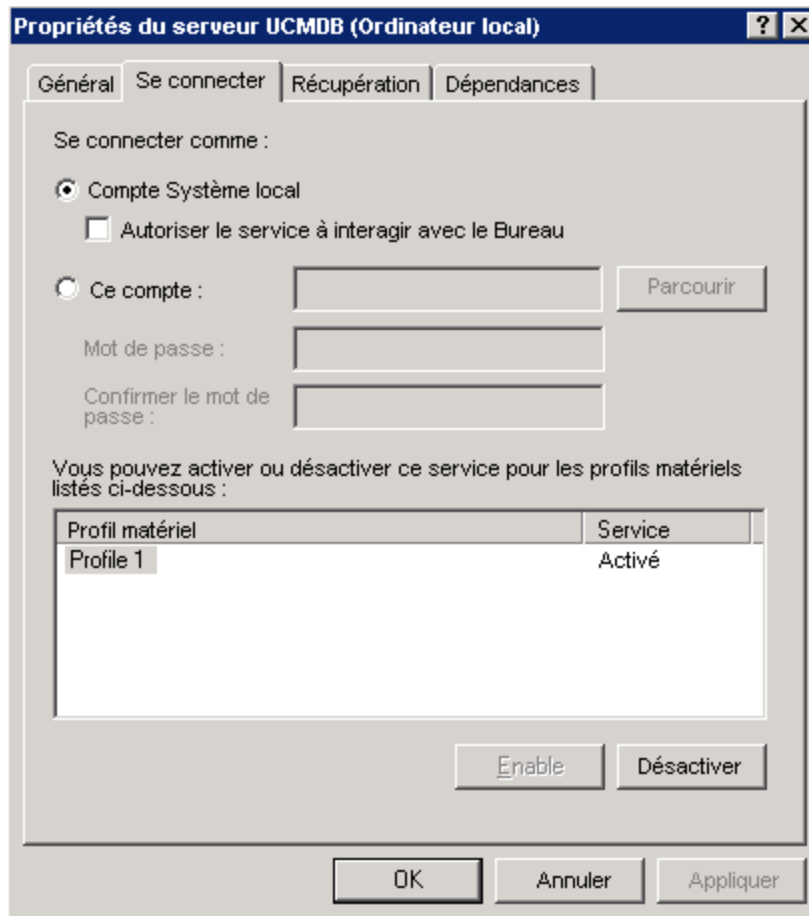 Propriétés du serveur UCMDB (Ordinateur local)
Général Se connecter Récupération Dépendances
Se connecter comme :
Compte Système local
Autoriser le service à interagir avec le Bureau
Ce compte : Parcourir
Mot de passe :
Confirmer le mot de
passe :
Vous pouvez activer ou désactiver ce service pour les profils matériels
listés ci-dessous :
Profil matériel Service
Profile 1 Activé
Enable Désactiver
OK Annuler Appliquer